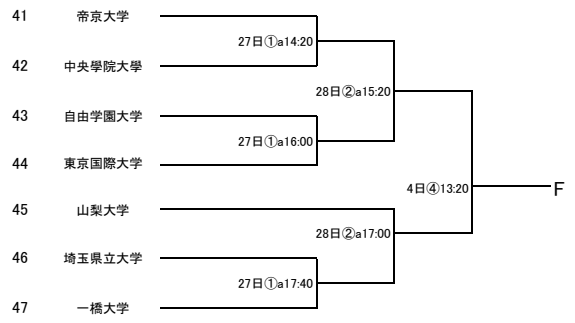 41 帝京大学
27日①a14:20
42 中央學院大學
28日②a15:20
43 自由学園大学
27日①a16:00
44 東京国際大学
4日④13:20
F
45 山梨大学
28日②a17:00
46 埼玉県立大学
27日①a17:40
47 一橋大学